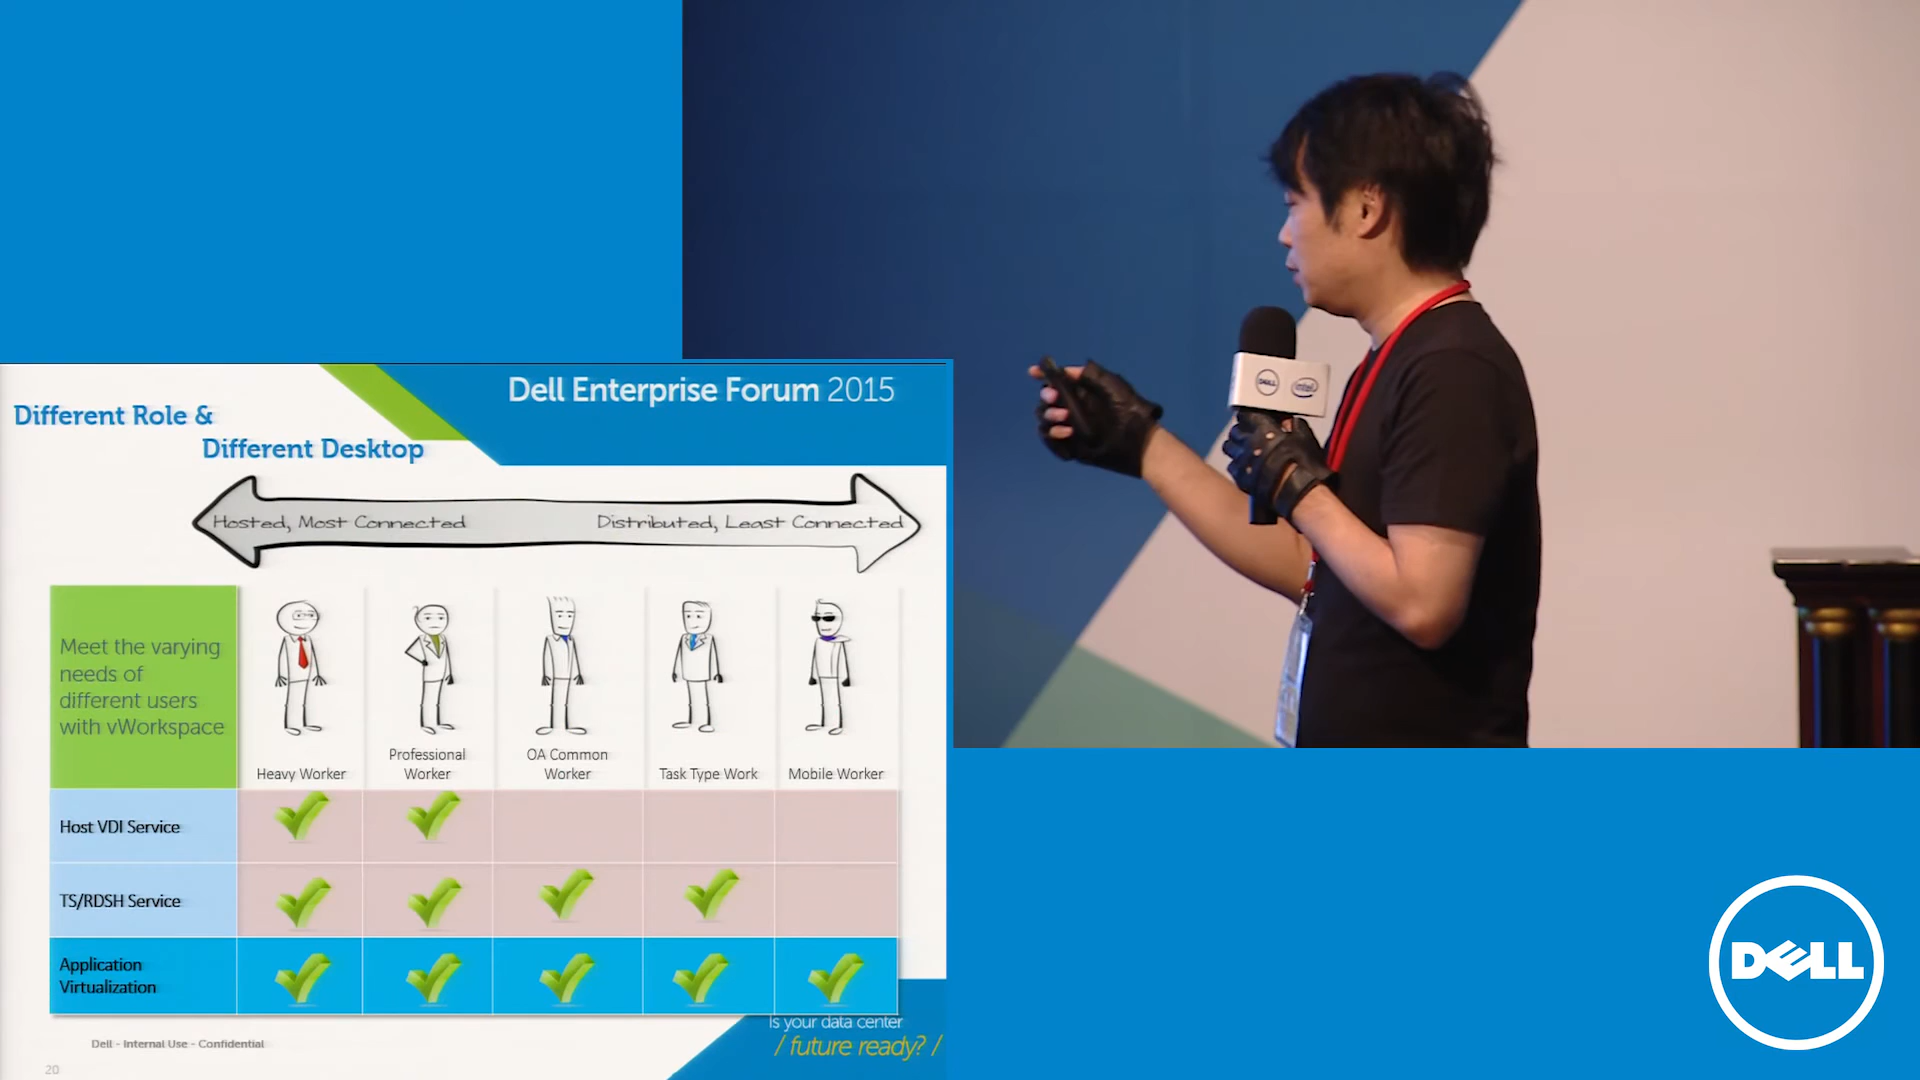 Dell Enterprise Forum 2015
Different Role &
Different Desktop
Hosted, Most Connected
Distributed, Least Connected
Meet the varying
needs of
different users
with vWorkspace
Heavy Worker
Professional
Worker
OA Common
Worker
Task Type Work
Mobile Worker
Host VDI Service
TS/RDSH Service
Application
Virtualization
Is your data center
/ future ready? /
Dell - Internal Use - Confidential
20
DELL
intel
DELL